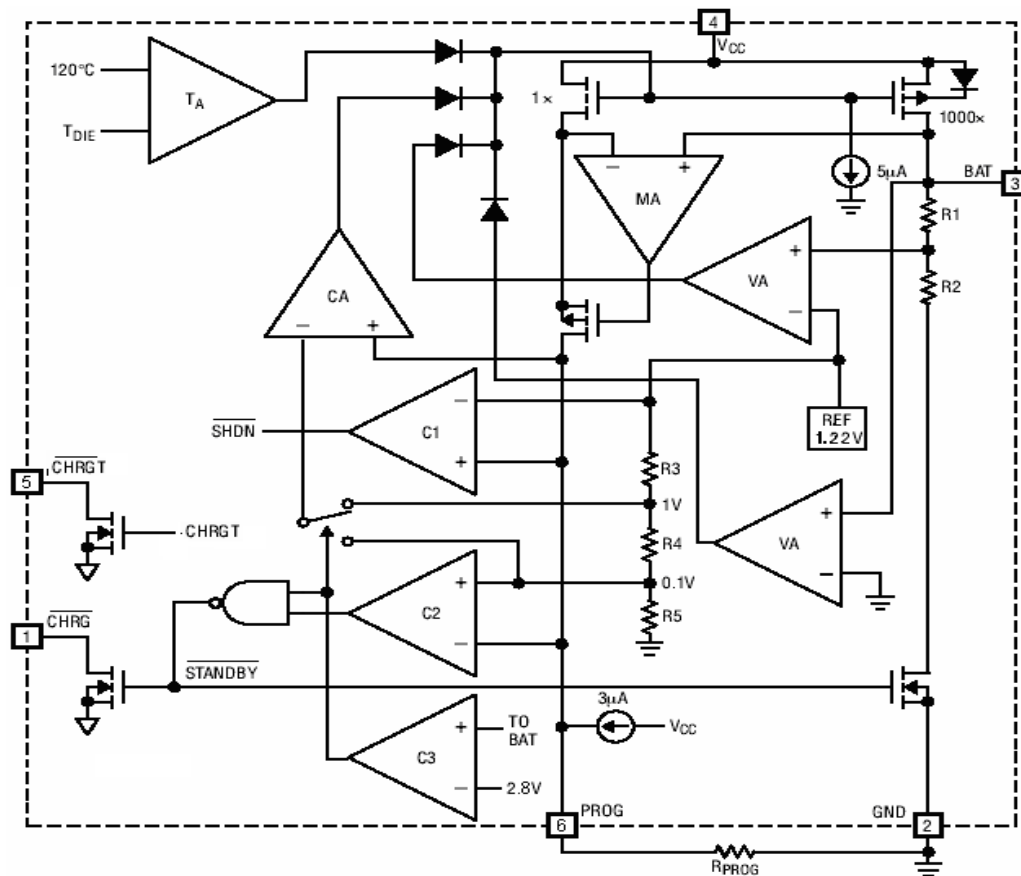 4
VCC
120°C
TA
TDIE
1×
1000×
5µA
BAT
3
– +
MA
R1
+
VA
–
R2
CA
– +
REF
1.22V
–
SHDN
C1
+
R3
5
CHRGT
1V
CHRGT
R4
+
VA
–
0.1V
+
C2
–
R5
1
CHRG
STANDBY
3µA
VCC
+
TO
BAT
C3
–
2.8V
PROG
6
GND
2
RPROG